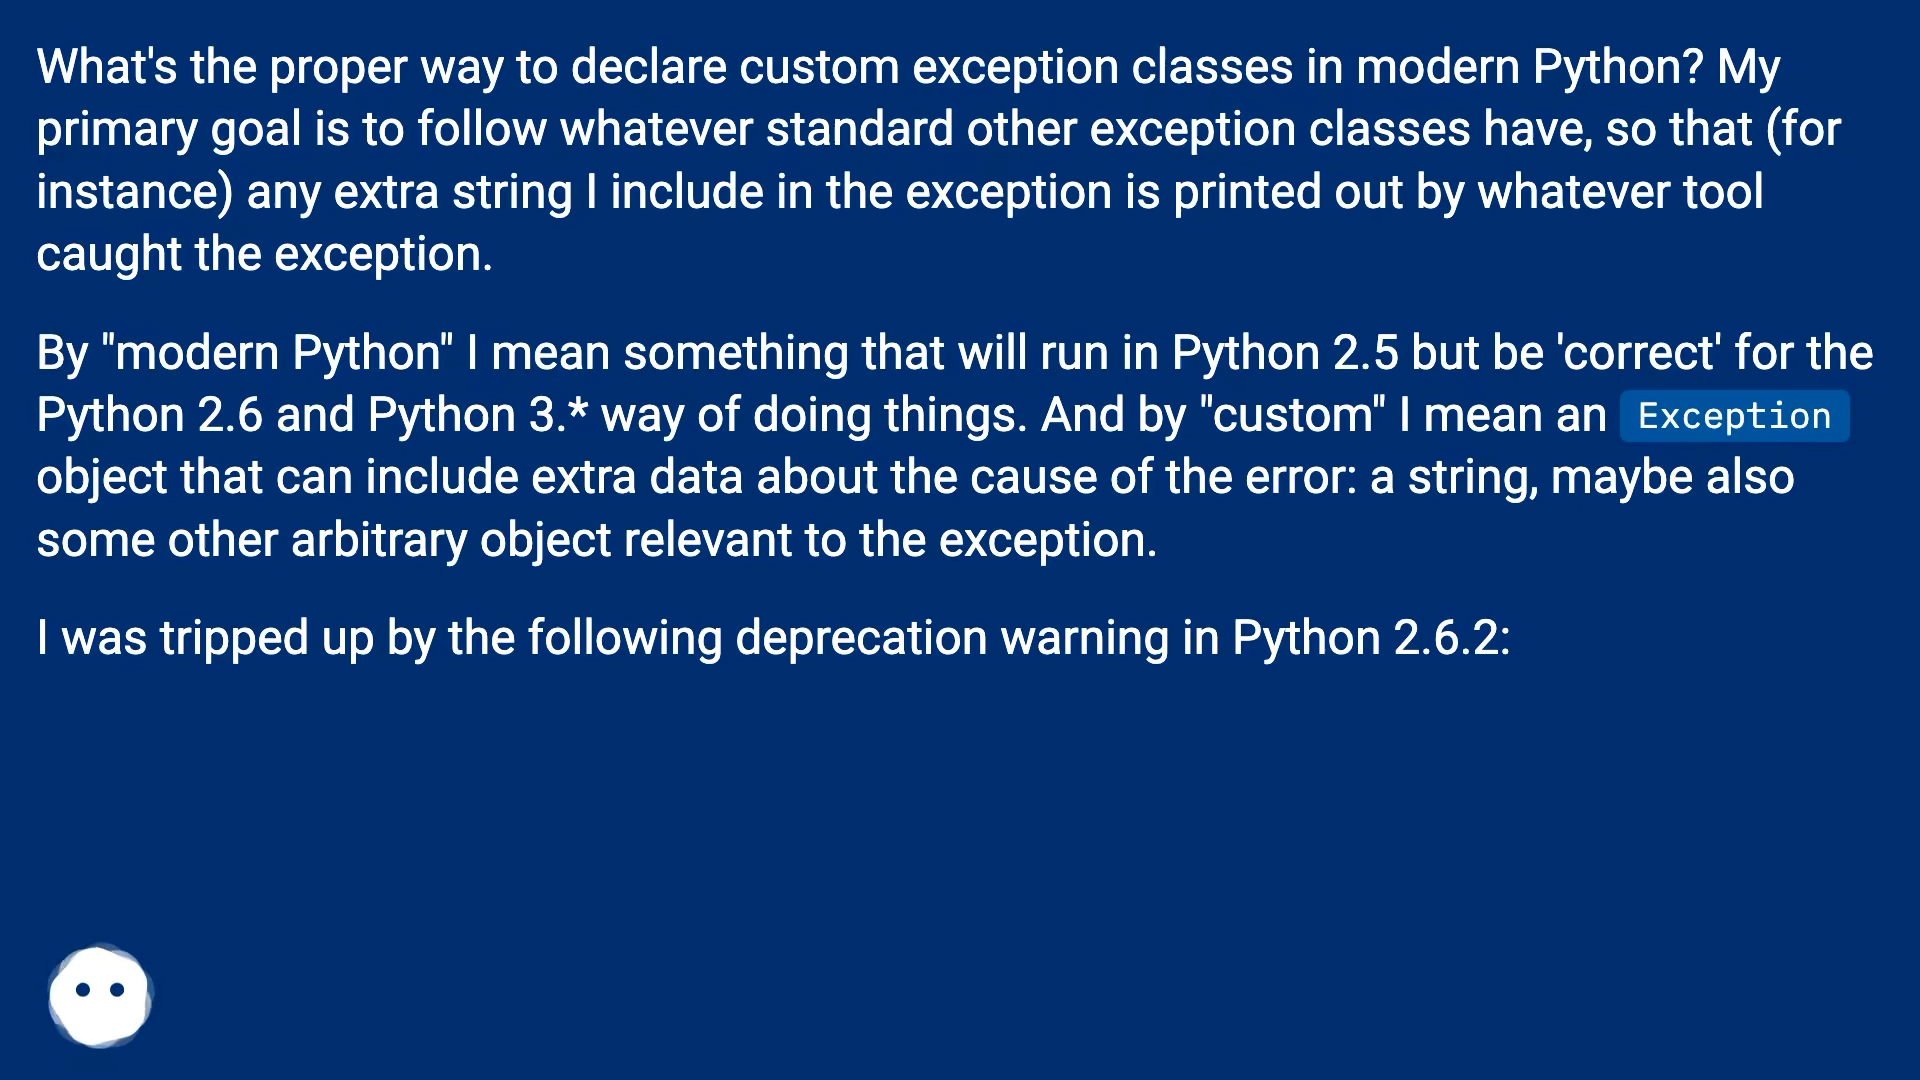 What's the proper way to declare custom exception classes in modern Python? My
primary goal is to follow whatever standard other exception classes have, so that (for
instance) any extra string I include in the exception is printed out by whatever tool
caught the exception.
By "modern Python" I mean something that will run in Python 2.5 but be 'correct' for the
Python 2.6 and Python 3.* way of doing things. And by "custom" I mean an Exception
object that can include extra data about the cause of the error: a string, maybe also
some other arbitrary object relevant to the exception.
I was tripped up by the following deprecation warning in Python 2.6.2: